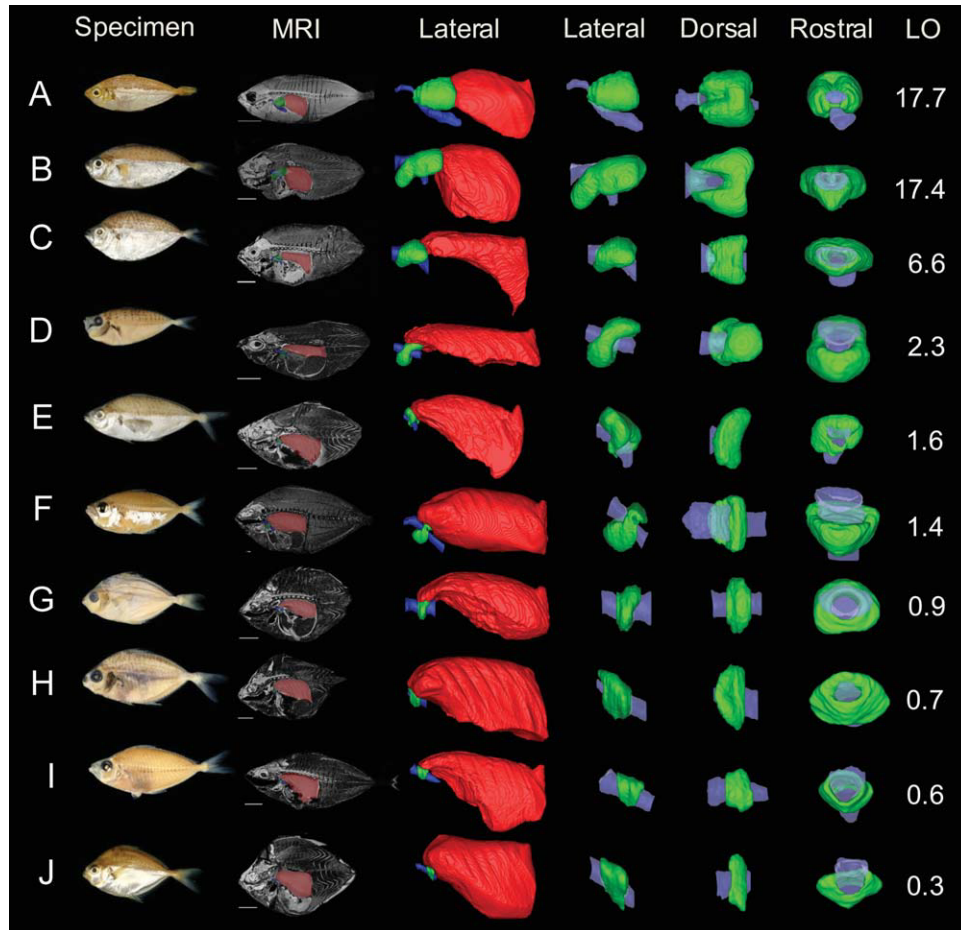 Specimen MRI Lateral Lateral Dorsal Rostral LO
A 17.7
B 17.4
C 6.6
D 2.3
E 1.6
F 1.4
G 0.9
H 0.7
I 0.6
J 0.3